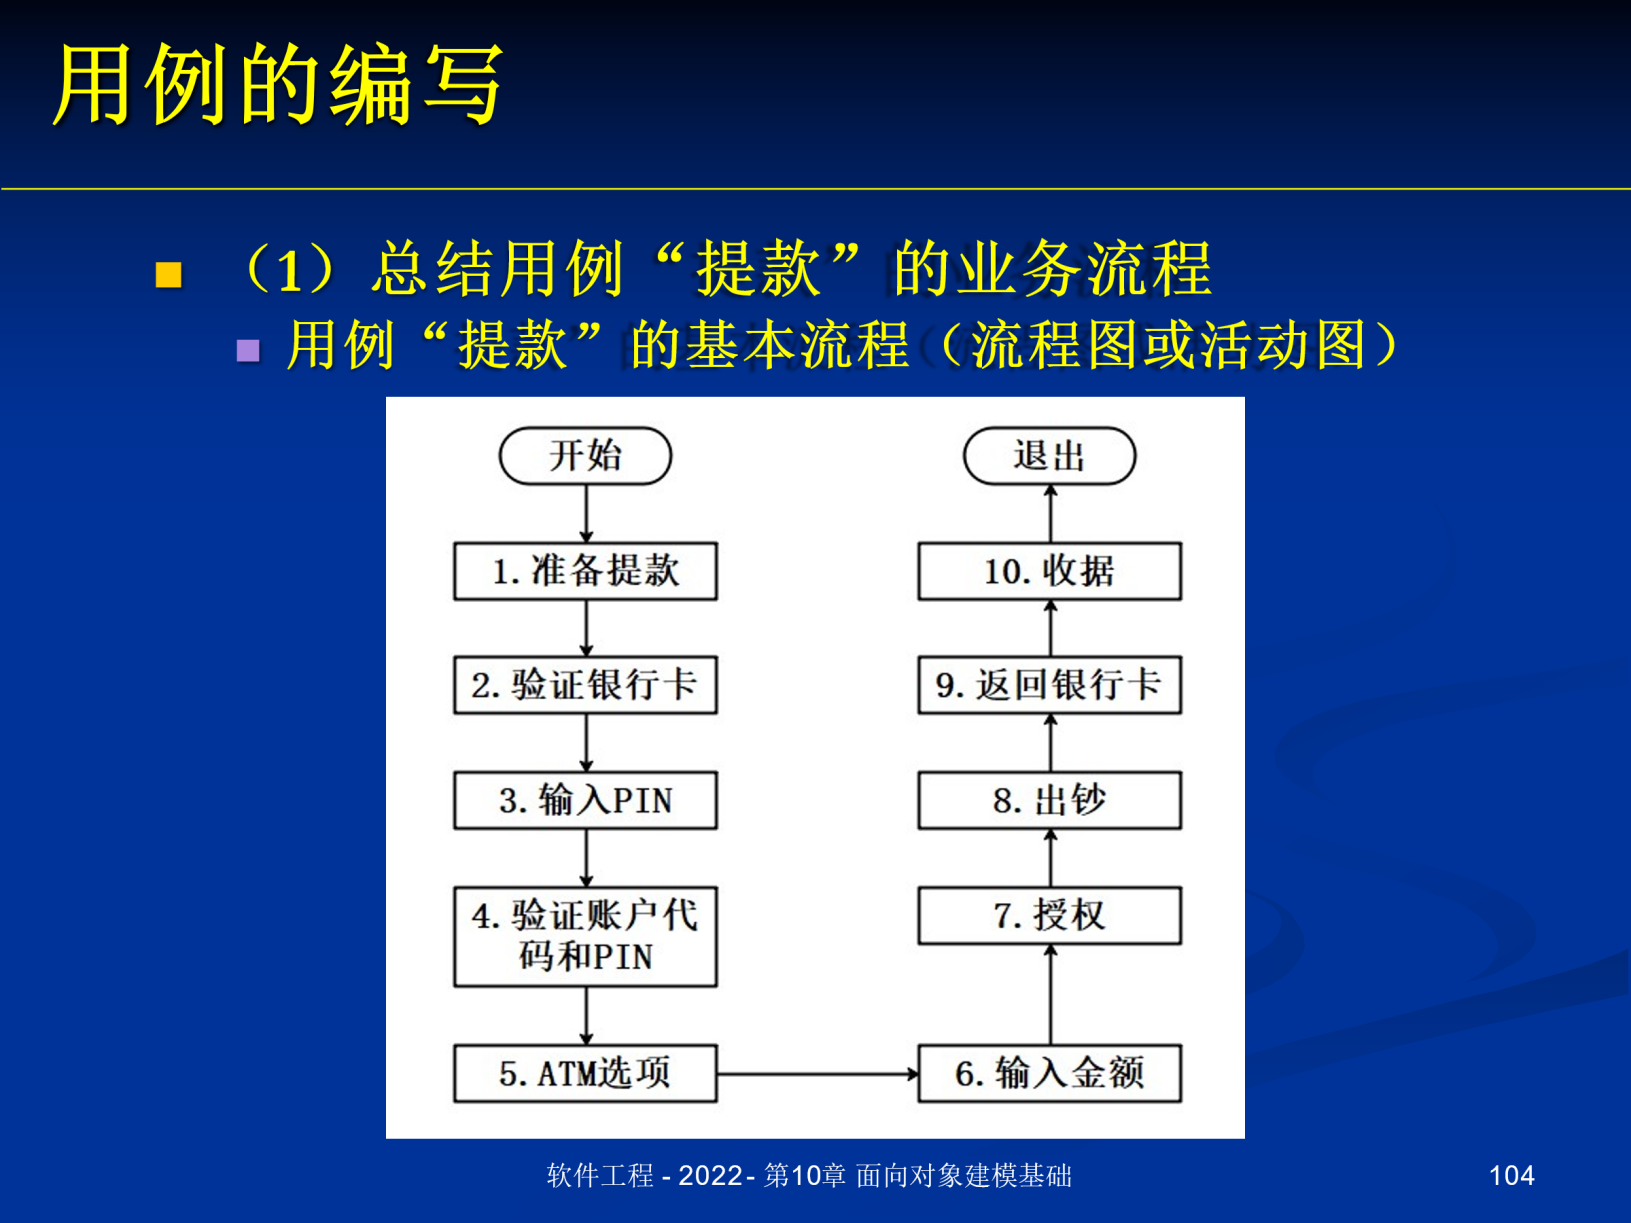 用例的编写
（1）总结用例“提款”的业务流程
用例“提款”的基本流程（流程图或活动图）
开始
1.准备提款
2.验证银行卡
3.输入PIN
4.验证账户代
码和PIN
5.ATM选项
6.输入金额
7.授权
8.出钞
9.返回银行卡
10.收据
退出
软件工程 - 2022 - 第10章 面向对象建模基础
104